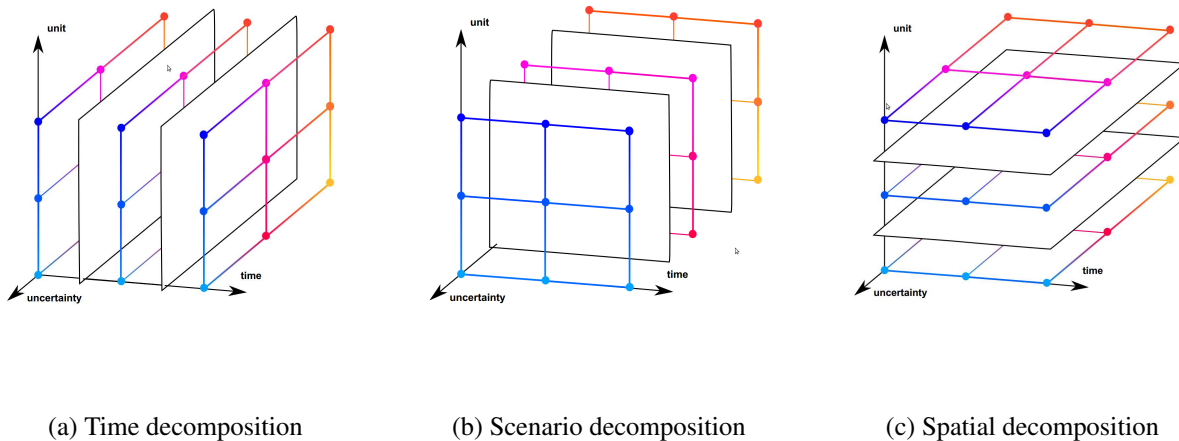 unit
time
uncertainty
unit
time
uncertainty
unit
time
uncertainty
(a) Time decomposition
(b) Scenario decomposition
(c) Spatial decomposition